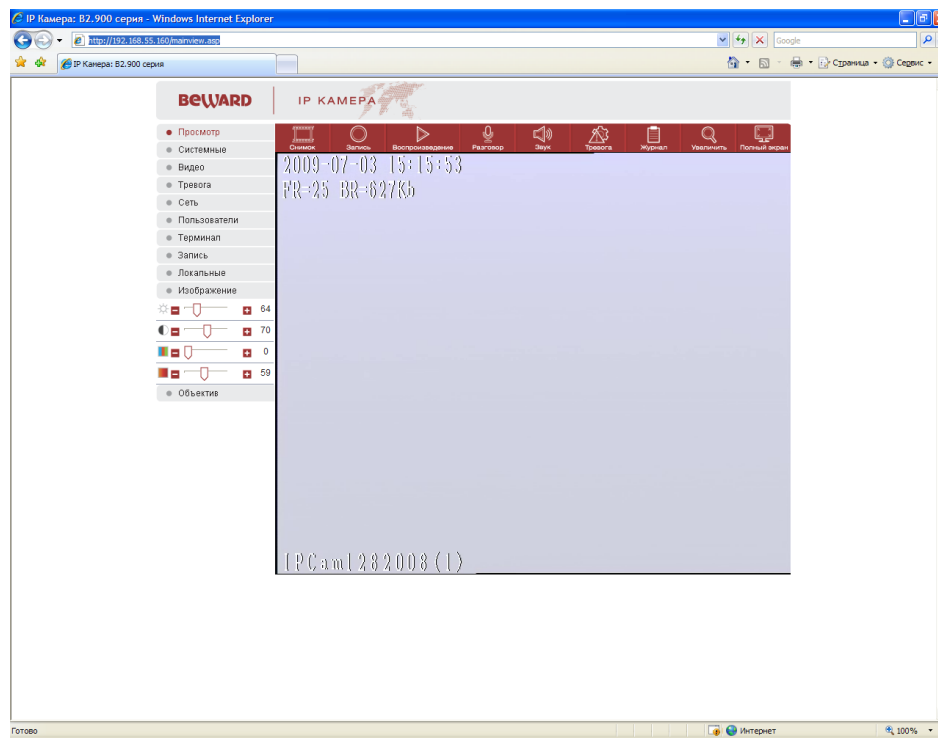 IP Камера: B2.900 серия - Windows Internet Explorer
http://192.168.55.160/mainview.asp
Google
IP Камера: B2.900 серия
Страница
Сервис
BEWARD
IP КАМЕРА
Просмотр
Системные
Видео
Тревога
Сеть
Пользователи
Терминал
Запись
Локальные
Изображение
64
70
0
59
Объектив
Снимок Запись Воспроизведение Разговор Звук Тревога Журнал Увеличить Полный экран
2009-07-03 15:15:53
FR=25 BR=627Kb
IPCam1282008(1)
Готово
Интернет
100%